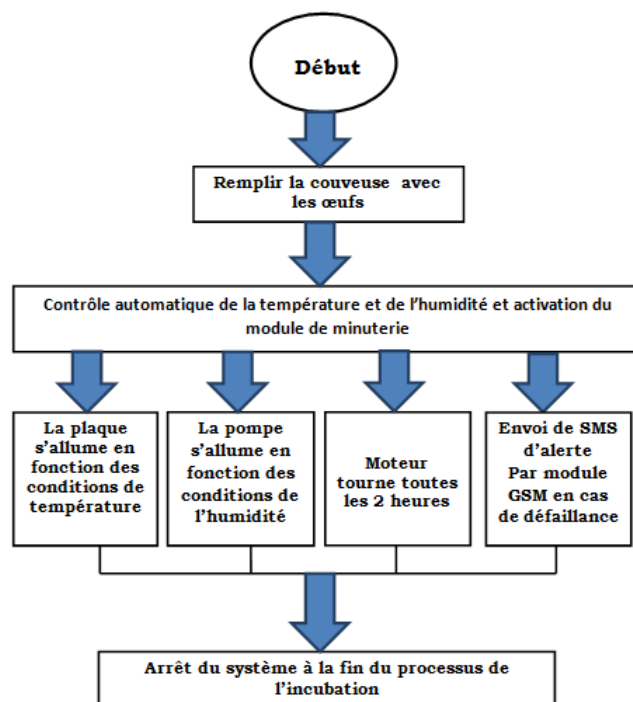 Début
Remplir la couveuse avec
les œufs
Contrôle automatique de la température et de l'humidité et activation du
module de minuterie
La plaque
s'allume en
fonction des
conditions de
température
La pompe
s'allume en
fonction des
conditions de
l'humidité
Moteur
tourne toutes
les 2 heures
Envoi de SMS
d'alerte
Par module
GSM en cas
de défaillance
Arrêt du système à la fin du processus de
l'incubation